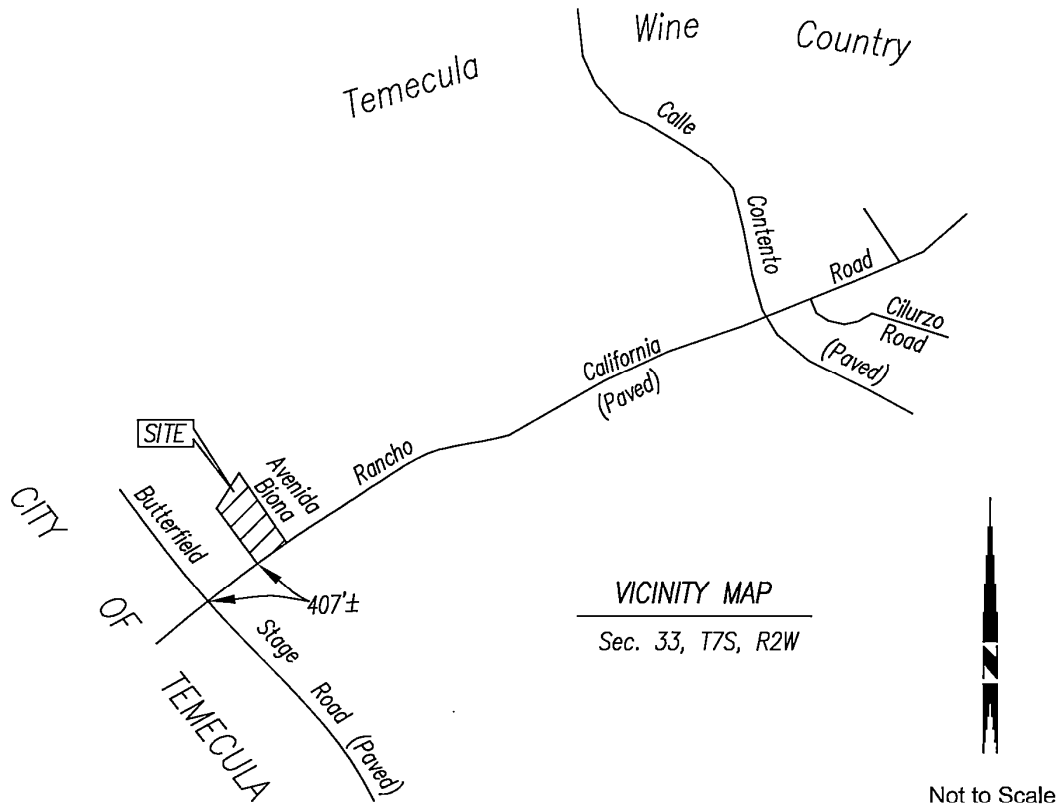 Temecula Wine Country
Calle
Contento
Road
Cilurzo
Road
(Paved)
California
(Paved)
Rancho
SITE
Avenida
Biona
Butterfield
Stage
Road (Paved)
407'±
CITY
OF
TEMECULA
VICINITY MAP
Sec. 33, T7S, R2W
N
Not to Scale